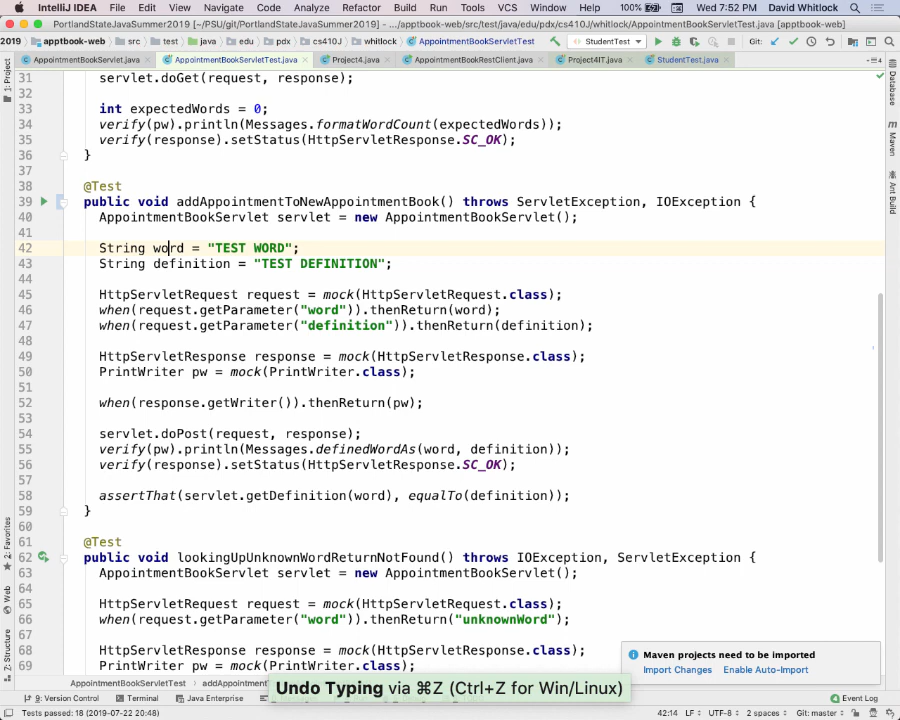 IntelliJ IDEA File Edit View Navigate Code Analyze Refactor Build Run Tools VCS Window Help 100% Wed 7:52 PM David Whitlock
PortlandStateJavaSummer2019 [~/PSU/git/PortlandStateJavaSummer2019] - .../apptbook-web/src/test/java/edu/pdx/cs410J/whitlock/AppointmentBookServletTest.java [apptbook-web]
2019 apptbook-web src test java edu pdx cs410J whitlock AppointmentBookServletTest StudentTest Git:
AppointmentBookServlet.java AppointmentBookServletTest.java Project4.java AppointmentBookRestClient.java Project4IT.java StudentTest.java
31 servlet.doGet(request, response);
32
33 int expectedWords = 0;
34 verify(pw).println(Messages.formatWordCount(expectedWords));
35 verify(response).setStatus(HttpServletResponse.SC_OK);
36 }
37
38 @Test
39 public void addAppointmentToNewAppointmentBook() throws ServletException, IOException {
40 AppointmentBookServlet servlet = new AppointmentBookServlet();
41
42 String word = "TEST WORD";
43 String definition = "TEST DEFINITION";
44
45 HttpServletRequest request = mock(HttpServletRequest.class);
46 when(request.getParameter("word")).thenReturn(word);
47 when(request.getParameter("definition")).thenReturn(definition);
48
49 HttpServletResponse response = mock(HttpServletResponse.class);
50 PrintWriter pw = mock(PrintWriter.class);
51
52 when(response.getWriter()).thenReturn(pw);
53
54 servlet.doPost(request, response);
55 verify(pw).println(Messages.definedWordAs(word, definition));
56 verify(response).setStatus(HttpServletResponse.SC_OK);
57
58 assertThat(servlet.getDefinition(word), equalTo(definition));
59 }
60
61 @Test
62 public void lookingUpUnknownWordReturnNotFound() throws IOException, ServletException {
63 AppointmentBookServlet servlet = new AppointmentBookServlet();
64
65 HttpServletRequest request = mock(HttpServletRequest.class);
66 when(request.getParameter("word")).thenReturn("unknownWord");
67
68 HttpServletResponse response = mock(HttpServletResponse.class);
69 PrintWriter pw = mock(PrintWriter.class);
1: Project
2: Favorites
Web
Z: Structure
Database
Maven
Ant Build
Maven projects need to be imported
Import Changes Enable Auto-Import
AppointmentBookServletTest
Undo Typing via ⌘Z (Ctrl+Z for Win/Linux)
9: Version Control Terminal Java Enterprise Event Log
Tests passed: 18 (2019-07-22 20:48) 42:14 LF UTF-8 2 spaces Git: master